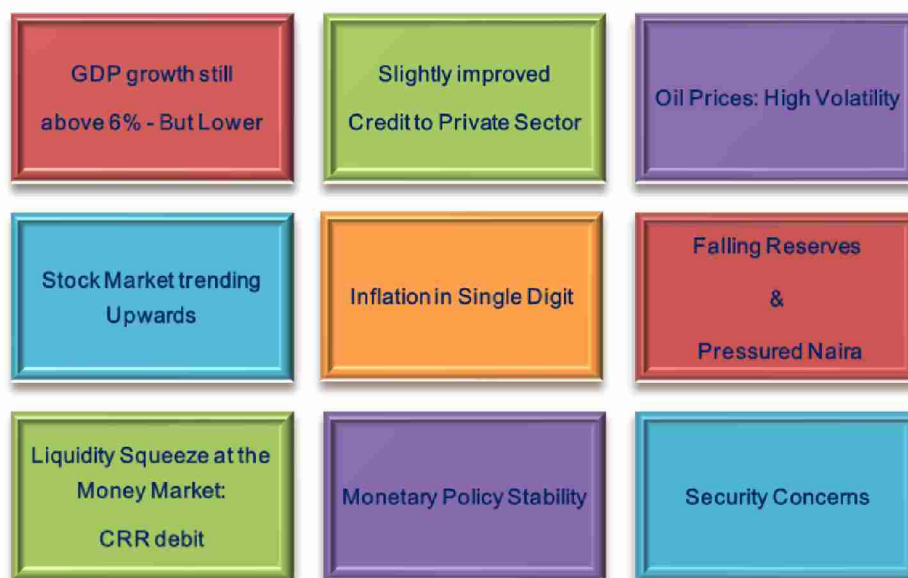 GDP growth still
above 6% - But Lower
Slightly improved
Credit to Private Sector
Oil Prices: High Volatility
Stock Market trending
Upwards
Inflation in Single Digit
Falling Reserves
&
Pressured Naira
Liquidity Squeeze at the
Money Market:
CRR debit
Monetary Policy Stability
Security Concerns